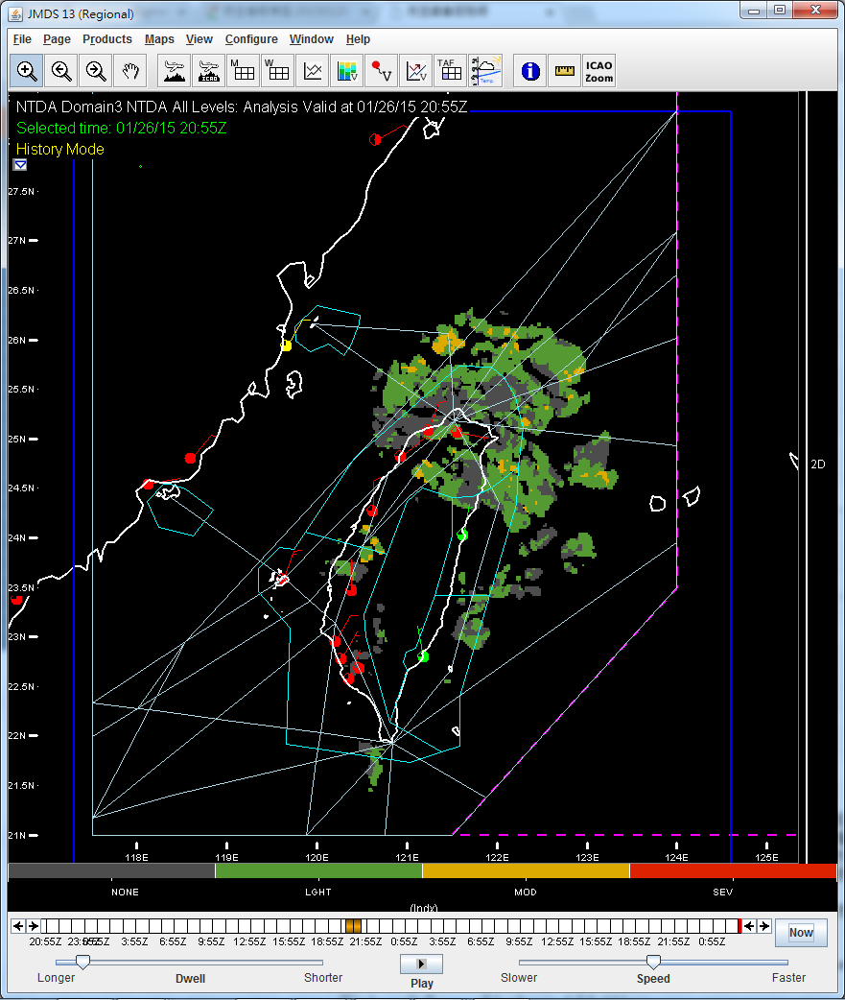 JMDS 13 (Regional)
File Page Products Maps View Configure Window Help
M W TAF Temp. ICAO
ICAO Zoom
NTDA Domain3 NTDA All Levels: Analysis Valid at 01/26/15 20:55Z
Selected time: 01/26/15 20:55Z
History Mode
27.5N
27N
26.5N
26N
25.5N
25N
2D
24.5N
24N
23.5N
23N
22.5N
22N
21.5N
21N
118E 119E 120E 121E 122E 123E 124E 125E
NONE LGHT MOD SEV
(Indx)
20:55Z 3:55Z 6:55Z 9:55Z 12:55Z 15:55Z 18:55Z 21:55Z 0:55Z 3:55Z 6:55Z 9:55Z 12:55Z 15:55Z 18:55Z 21:55Z 0:55Z
Now
Longer Dwell Shorter Play Slower Speed Faster